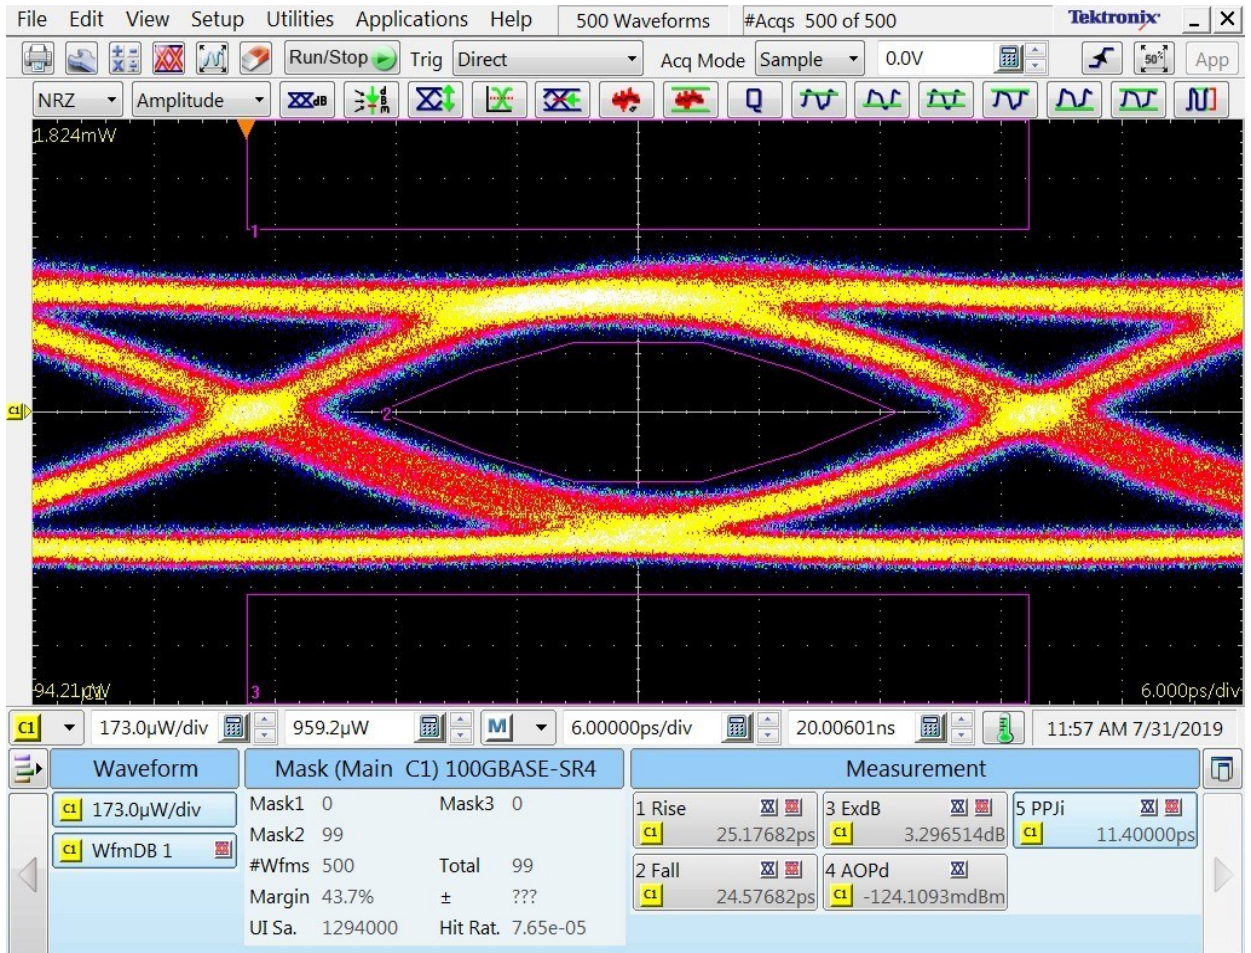 File Edit View Setup Utilities Applications Help 500 Waveforms #Acqs 500 of 500 Tektronix
Run/Stop Trig Direct Acq Mode Sample 0.0V 50% App
NRZ Amplitude dB dBm Q
1.824mW
1
C1 2
3
94.21µW 6.000ps/div
C1 173.0µW/div 959.2µW M 6.00000ps/div 20.00601ns 11:57 AM 7/31/2019
Waveform Mask (Main C1) 100GBASE-SR4 Measurement
C1 173.0µW/div
C1 WfmDB 1
Mask1 0 Mask3 0
Mask2 99
#Wfms 500 Total 99
Margin 43.7% ± ???
UI Sa. 1294000 Hit Rat. 7.65e-05
1 Rise
C1 25.17682ps
3 ExdB
C1 3.296514dB
5 PPJi
C1 11.40000ps
2 Fall
C1 24.57682ps
4 AOPd
C1 -124.1093mdBm